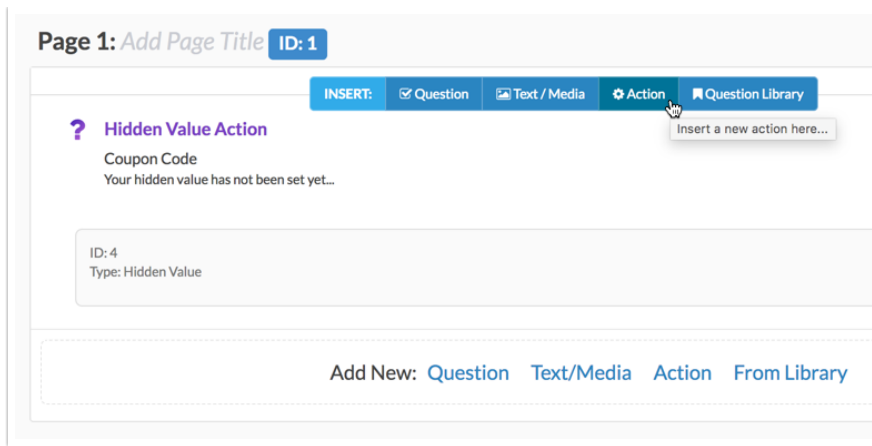 Page 1: Add Page Title ID: 1
INSERT: Question Text / Media Action Question Library
Insert a new action here...
? Hidden Value Action
Coupon Code
Your hidden value has not been set yet...
ID: 4
Type: Hidden Value
Add New: Question Text/Media Action From Library